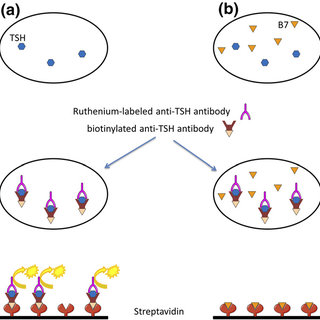 (a)
(b)
TSH
B7
Ruthenium-labeled anti-TSH antibody
biotinylated anti-TSH antibody
Streptavidin